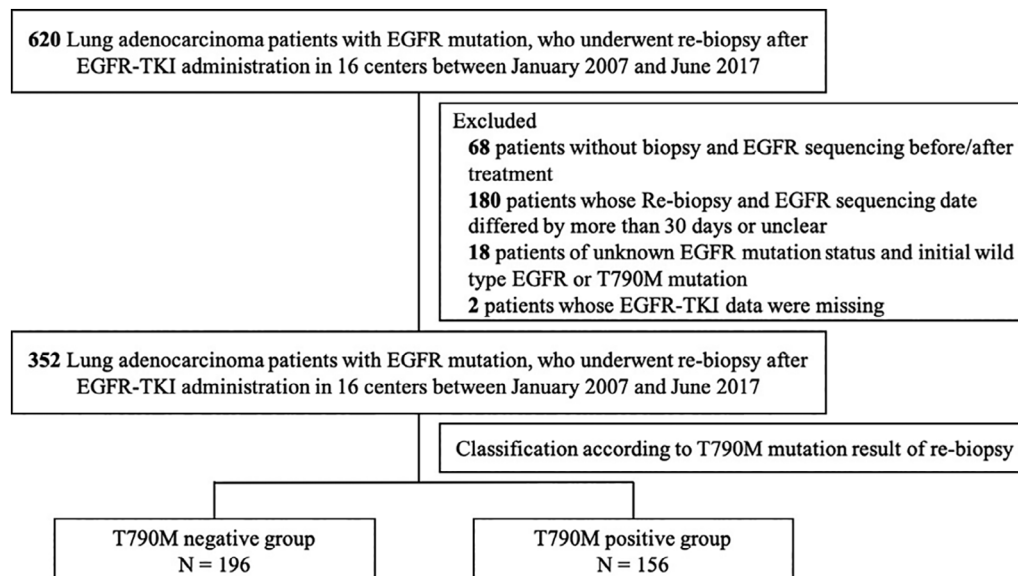 620 Lung adenocarcinoma patients with EGFR mutation, who underwent re-biopsy after
EGFR-TKI administration in 16 centers between January 2007 and June 2017
Excluded
68 patients without biopsy and EGFR sequencing before/after
treatment
180 patients whose Re-biopsy and EGFR sequencing date
differed by more than 30 days or unclear
18 patients of unknown EGFR mutation status and initial wild
type EGFR or T790M mutation
2 patients whose EGFR-TKI data were missing
352 Lung adenocarcinoma patients with EGFR mutation, who underwent re-biopsy after
EGFR-TKI administration in 16 centers between January 2007 and June 2017
Classification according to T790M mutation result of re-biopsy
T790M negative group
N = 196
T790M positive group
N = 156